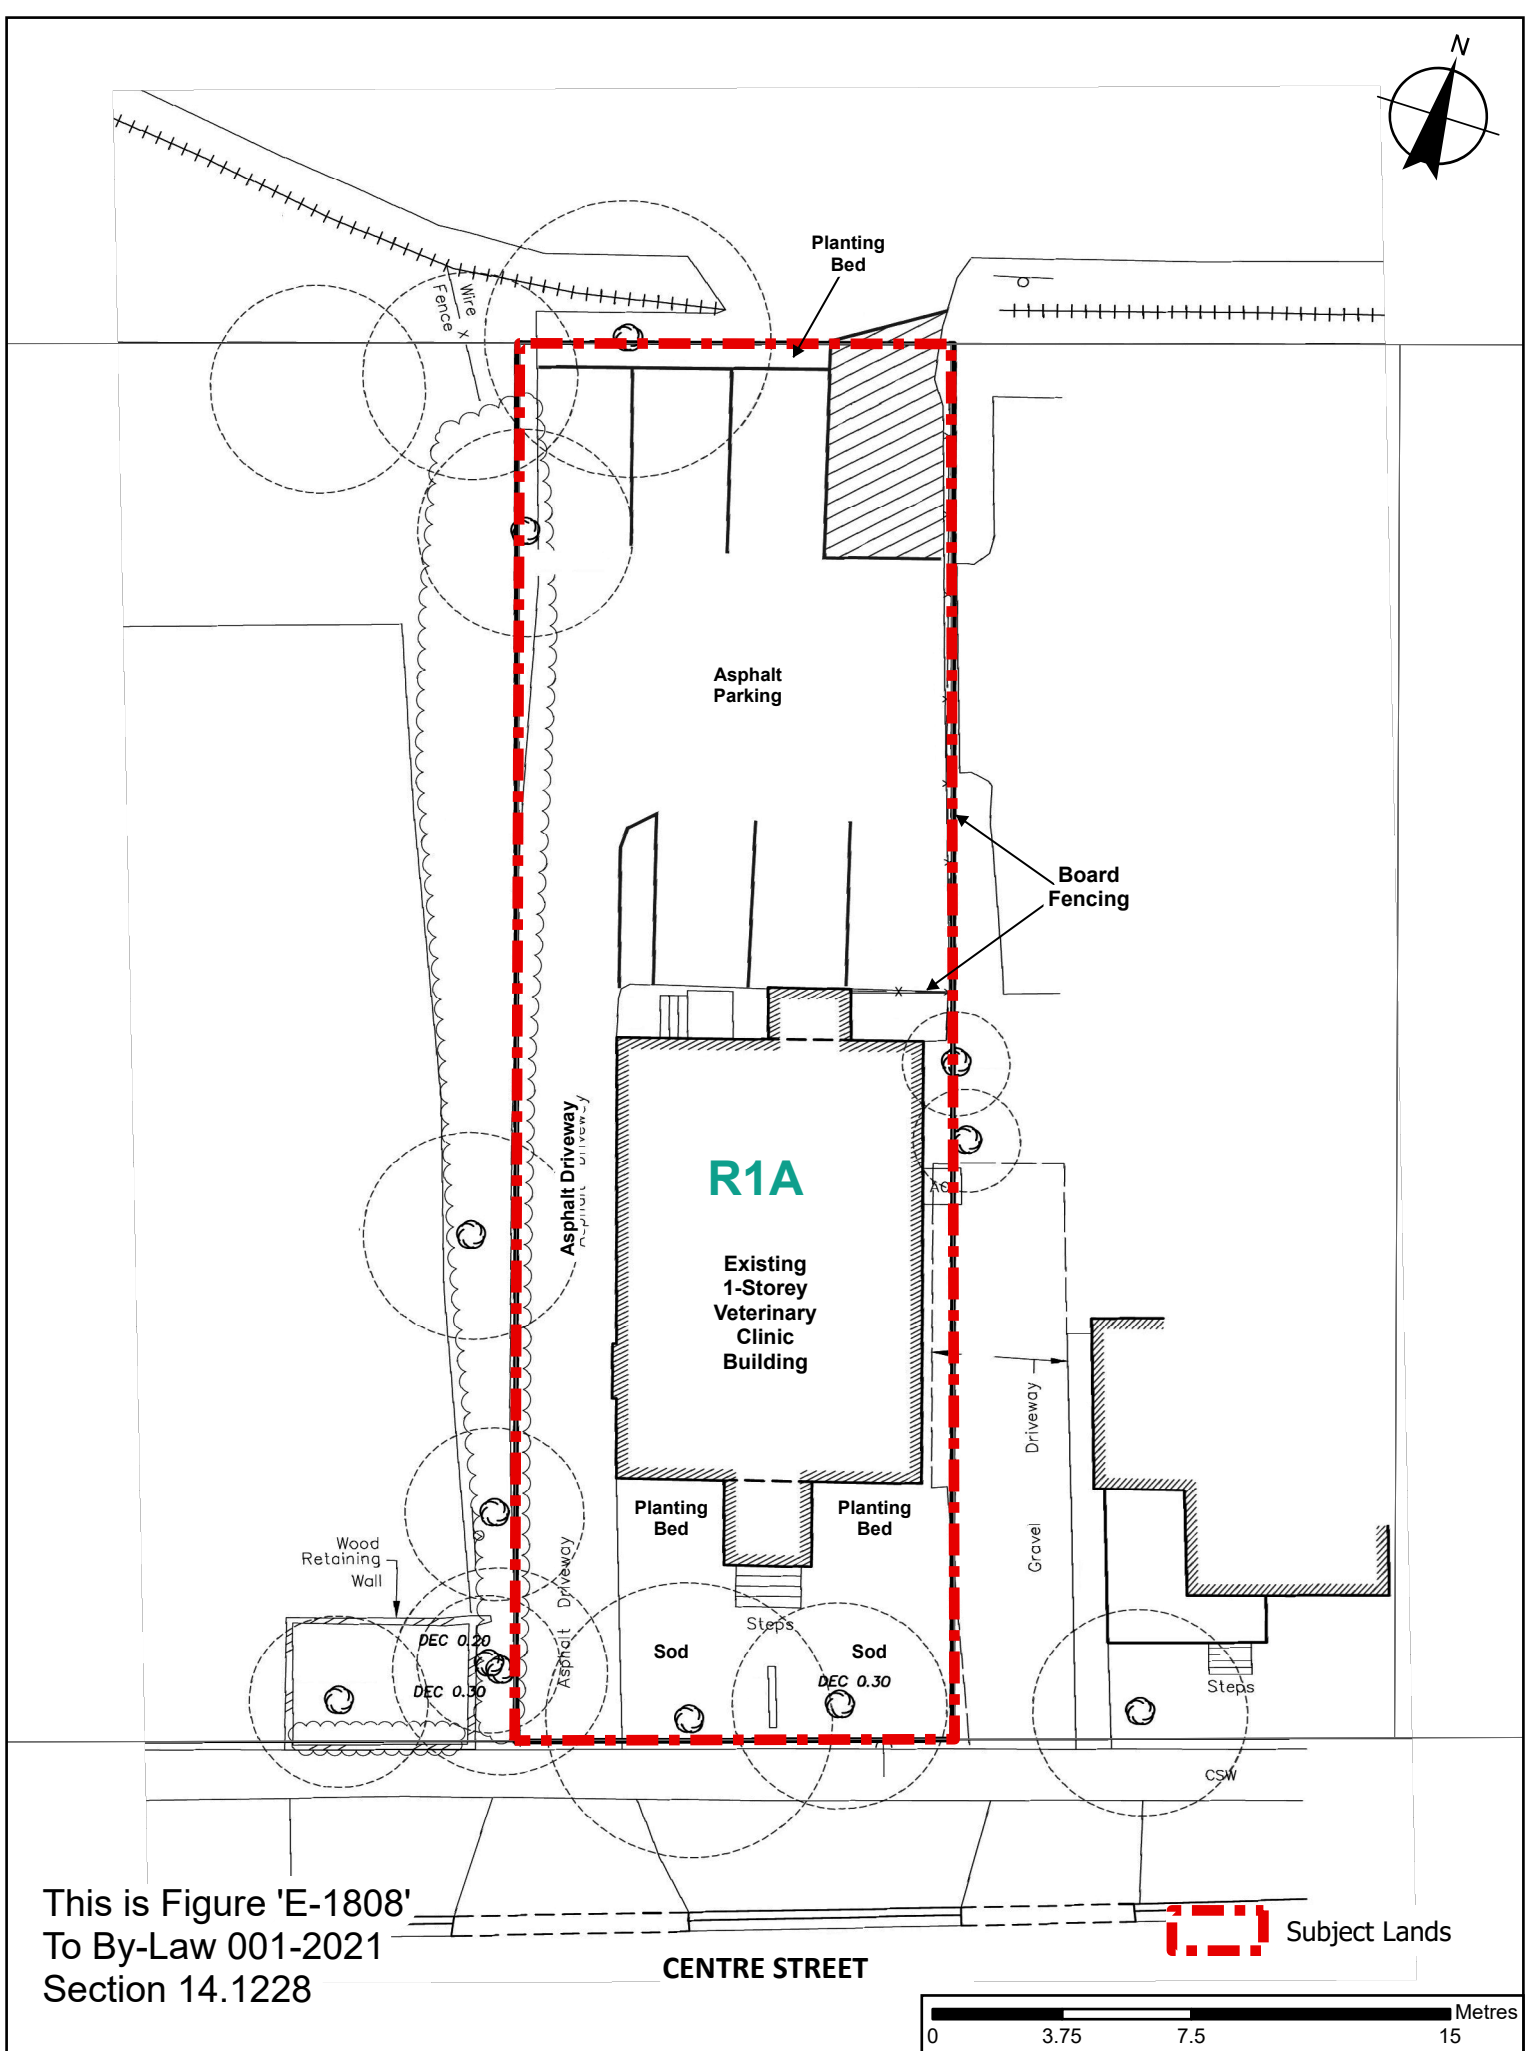 N
Planting
Bed
Wire
Fence
x
Asphalt
Parking
Board
Fencing
x
Asphalt Driveway
Asphalt Driveway
R1A
AC
Existing
1-Storey
Veterinary
Clinic
Building
Gravel Driveway
Planting
Bed
Planting
Bed
Wood
Retaining
Wall
Asphalt Driveway
Steps
DEC 0.20
DEC 0.30
Sod
Sod
DEC 0.30
Steps
CSW
This is Figure 'E-1808'
To By-Law 001-2021
Section 14.1228
CENTRE STREET
Subject Lands
Metres
0 3.75 7.5 15